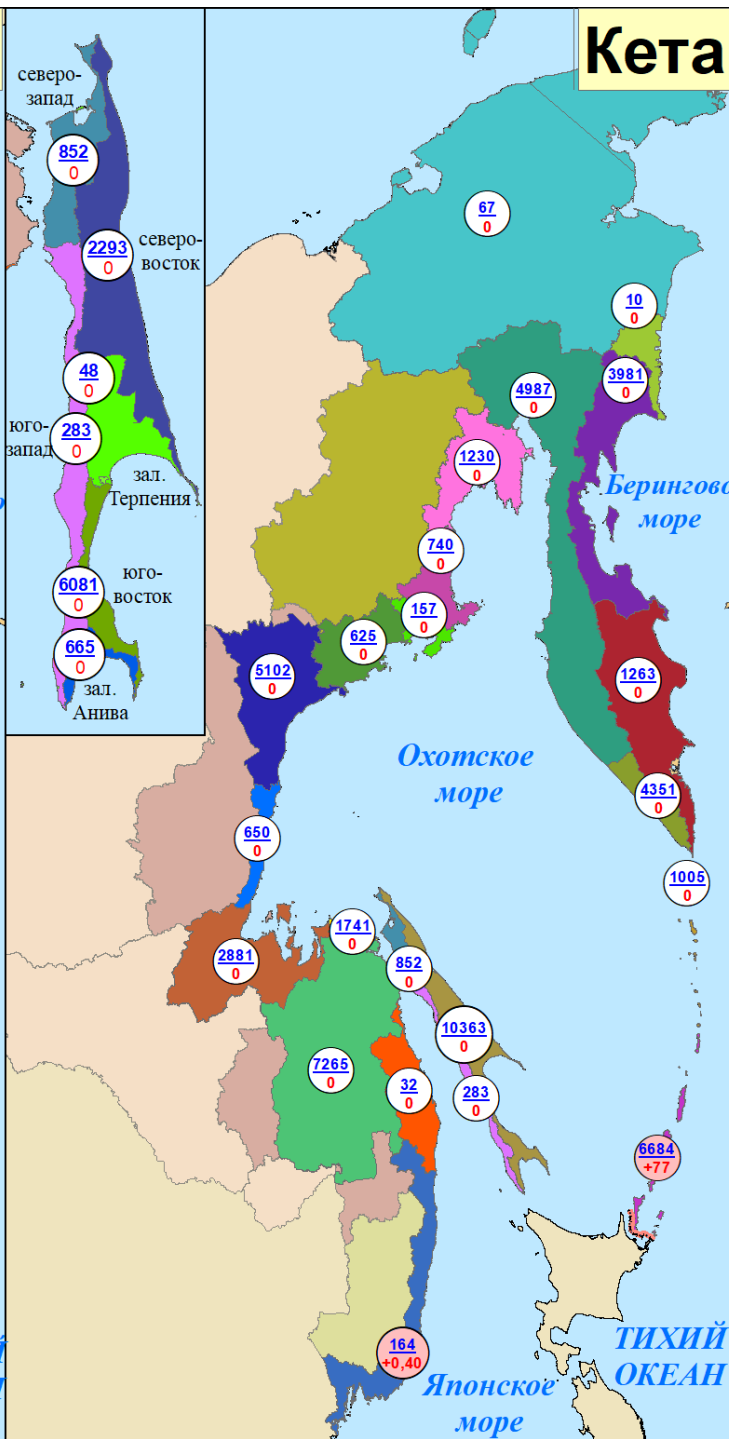 Кета
северо-
запад
852
0
2293
0
северо-
восток
48
0
юго-
запад
283
0
зал.
Терпения
6081
0
юго-
восток
665
0
зал.
Анива
67
0
10
0
3981
0
4987
0
1230
0
Берингово
море
740
0
157
0
625
0
5102
0
1263
0
Охотское
море
4351
0
650
0
1005
0
1741
0
2881
0
852
0
10363
0
7265
0
32
0
283
0
6684
+77
164
+0,40
Японское
море
ТИХИЙ
ОКЕАН